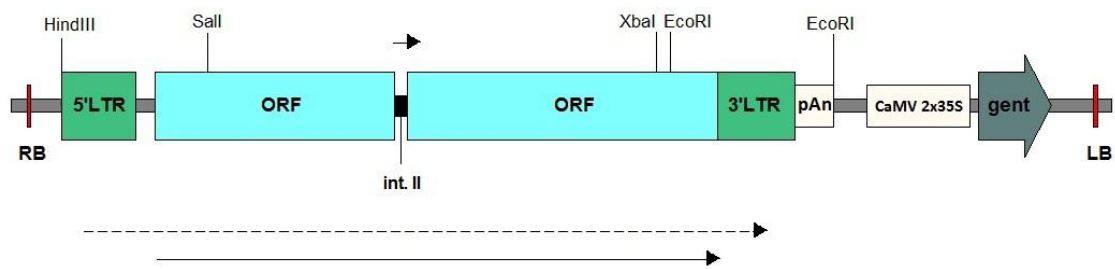 HindIII
SalI
XbaI
EcoRI
EcoRI
5'LTR
ORF
ORF
3'LTR
pAn
CaMV 2x35S
gent
RB
int. II
LB